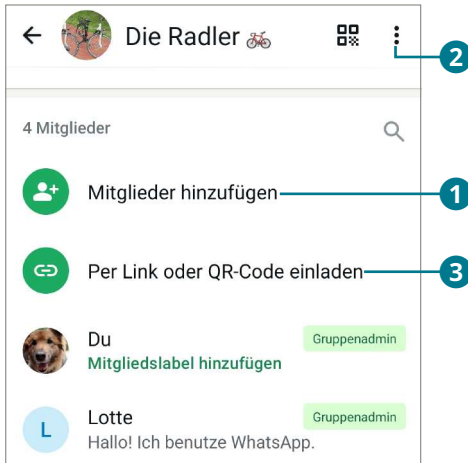 Die Radler
2
4 Mitglieder
Mitglieder hinzufügen
1
Per Link oder QR-Code einladen
3
Du
Gruppenadmin
Mitgliedslabel hinzufügen
L
Lotte
Gruppenadmin
Hallo! Ich benutze WhatsApp.